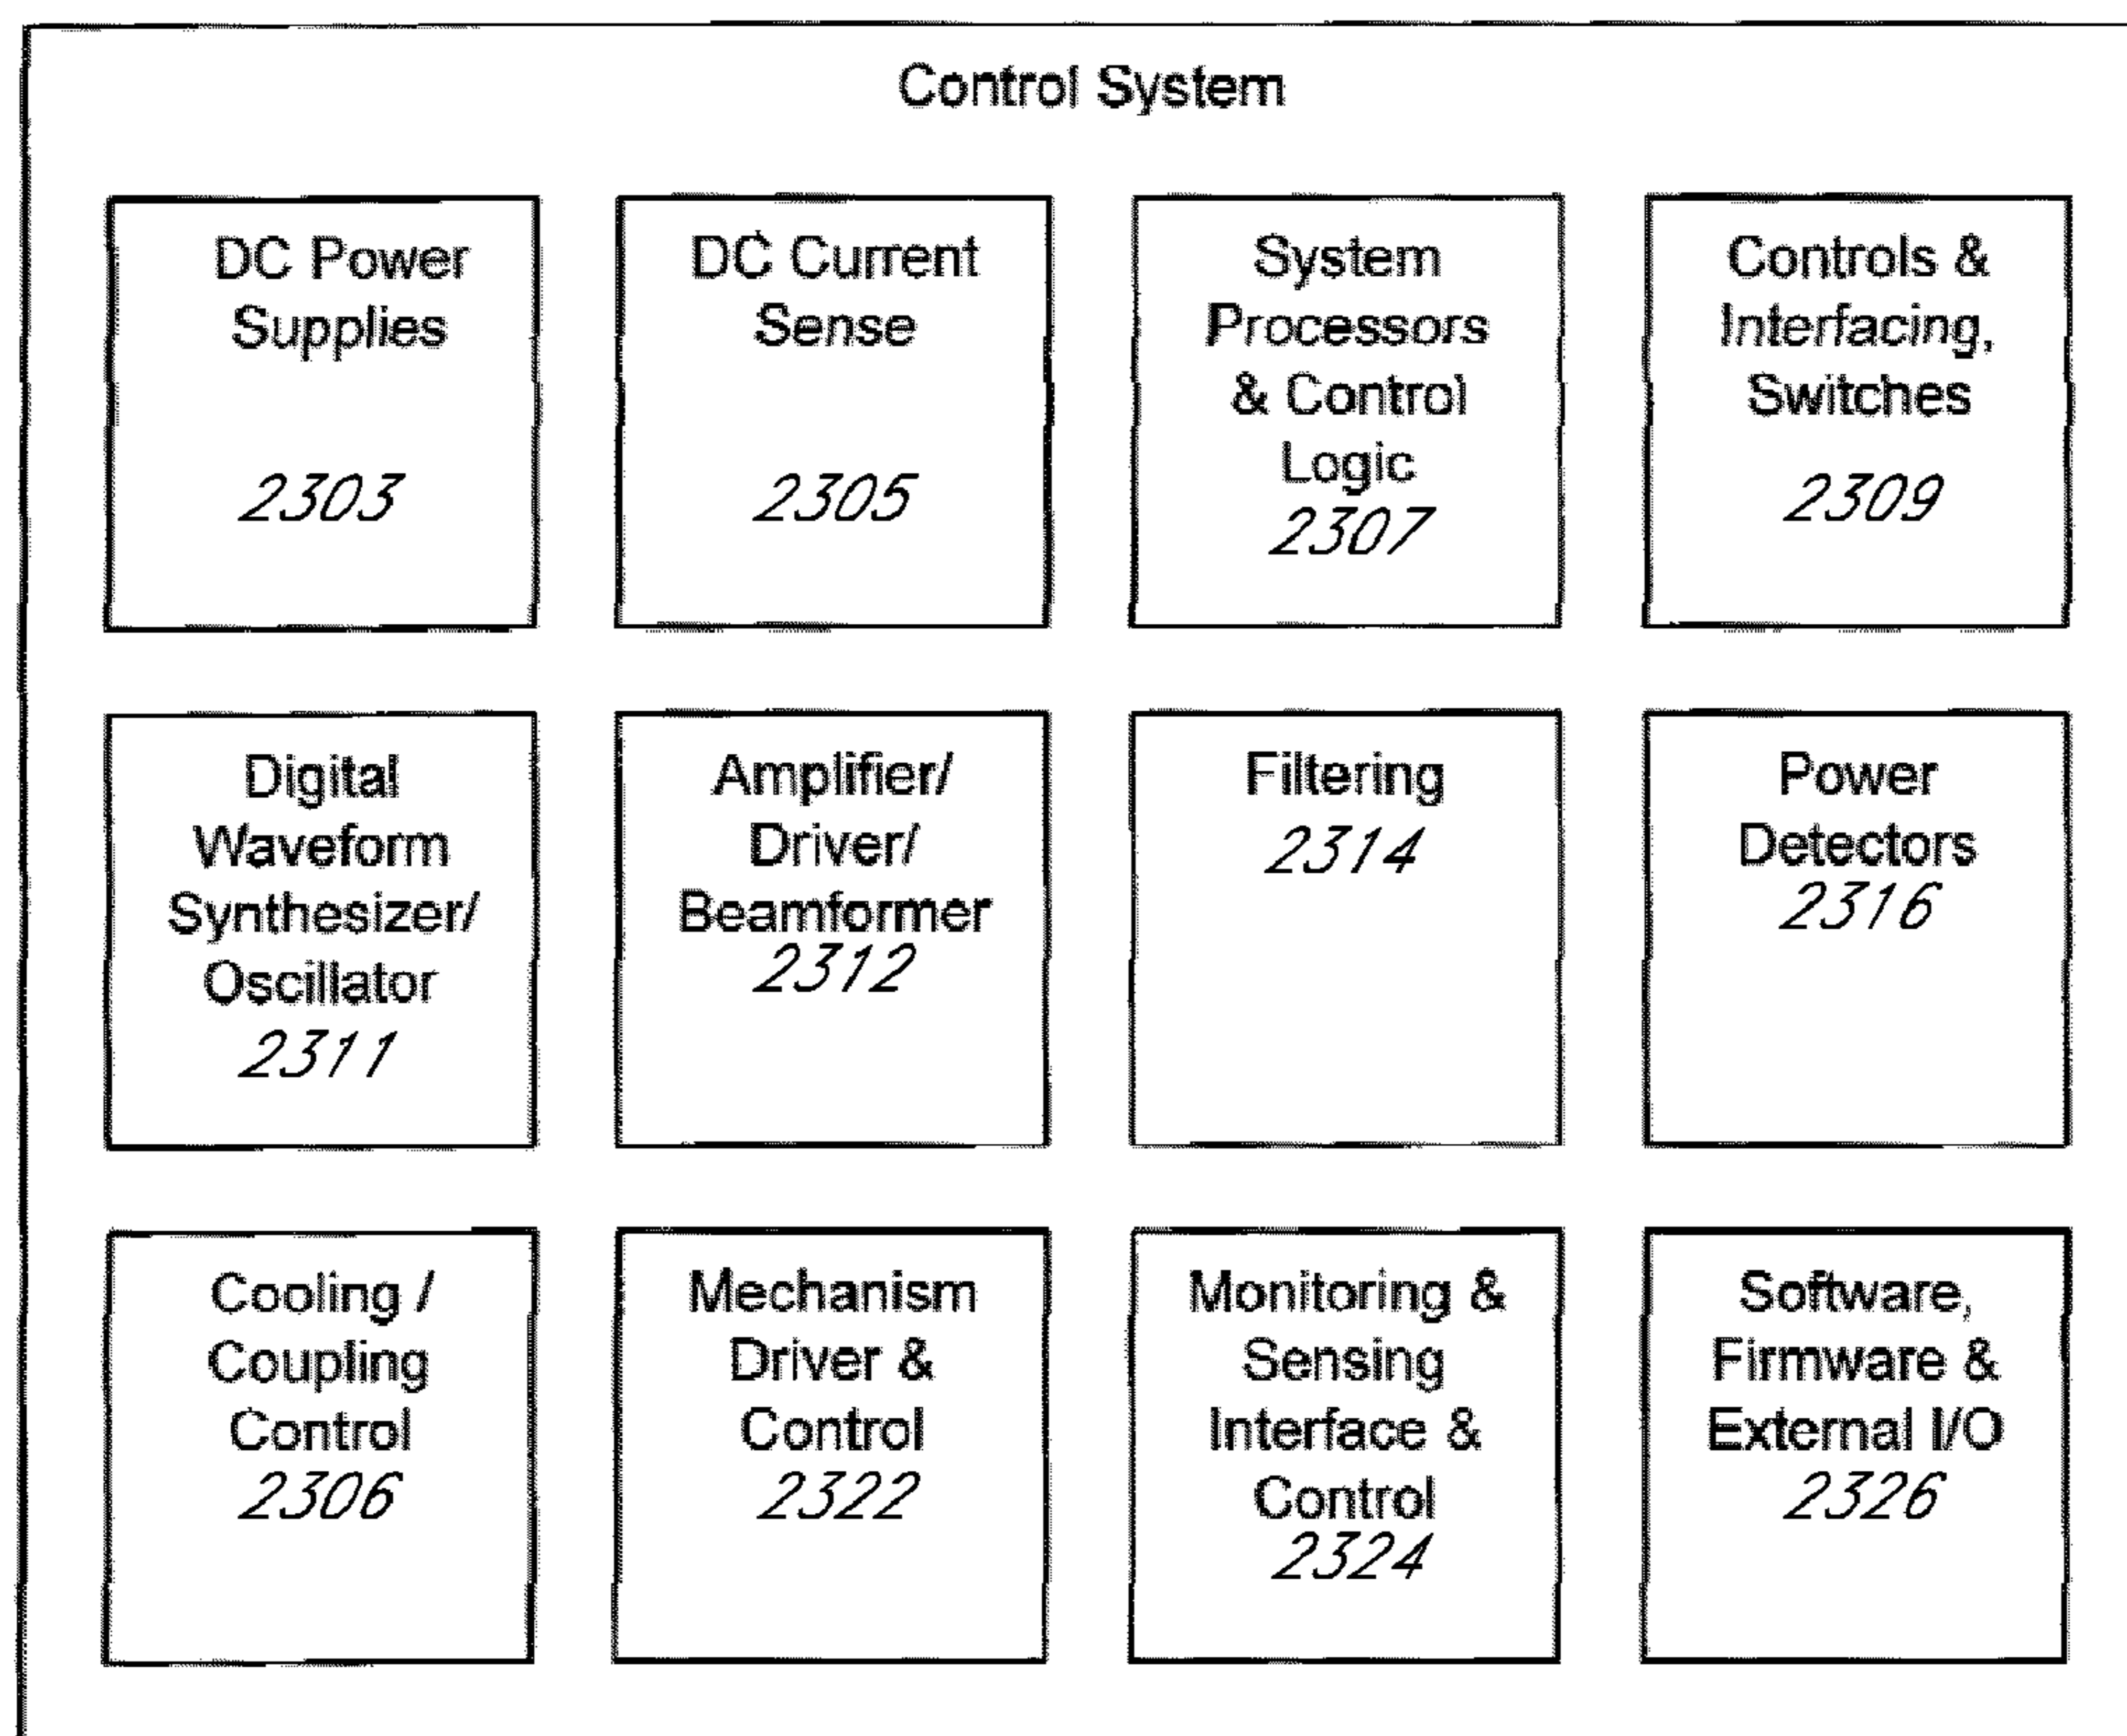 Control System
DC Power
Supplies
2303
DC Current
Sense
2305
System
Processors
& Control
Logic
2307
Controls &
Interfacing,
Switches
2309
Digital
Waveform
Synthesizer/
Oscillator
2311
Amplifier/
Driver/
Beamformer
2312
Filtering
2314
Power
Detectors
2316
Cooling /
Coupling
Control
2306
Mechanism
Driver &
Control
2322
Monitoring &
Sensing
Interface &
Control
2324
Software,
Firmware &
External I/O
2326